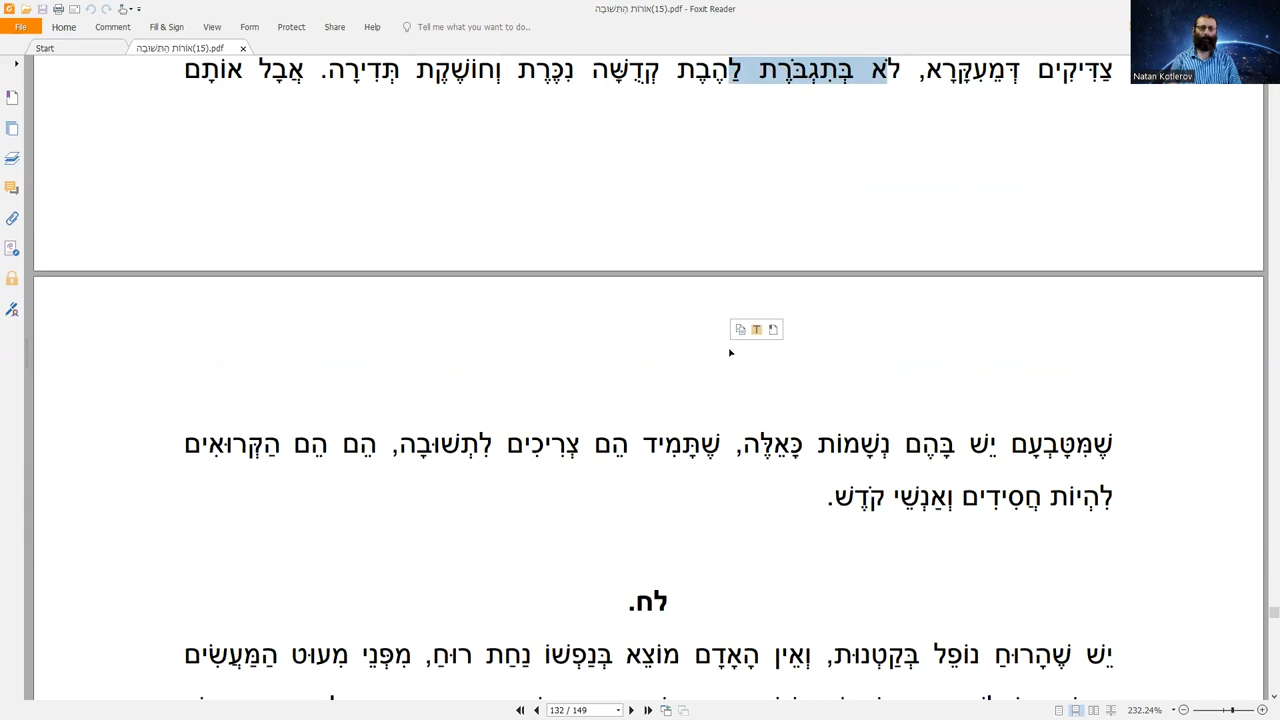 אורות התשובה(15).pdf - Foxit Reader
File Home Comment Fill & Sign View Form Protect Share Help Tell me what you want to do..
Start אורות התשובה(15).pdf
Natan Kotlerov
צַדִּיקִים דְּמֵעִקָּרָא, לֹא בְּתִגְבֹּרֶת לַהֶבֶת קְדֻשָּׁה נִכֶּרֶת וְחוֹשֶׁקֶת תְּדִירָה. אֲבָל אוֹתָם
שֶׁמִּטִּבְעָם יֵשׁ בָּהֶם נְשָׁמוֹת כָּאֵלֶּה, שֶׁתָּמִיד הֵם צְרִיכִים לִתְשׁוּבָה, הֵם הֵם הַקְּרוּאִים
לִהְיוֹת חֲסִידִים וְאַנְשֵׁי קֹדֶשׁ.
לח.
יֵשׁ שֶׁהָרוּחַ נוֹפֵל בְּקַטְנוּת, וְאֵין הָאָדָם מוֹצֵא בְּנַפְשׁוֹ נַחַת רוּחַ, מִפְּנֵי מִעוּט הַמַּעֲשִׂים
132 / 149
232.24%